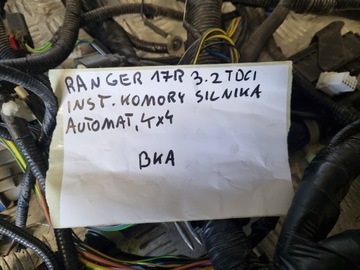 RANGER 17R 3.2 TDCI
INST. KOMORY SILNIKA
AUTOMAT, 4x4
BKA